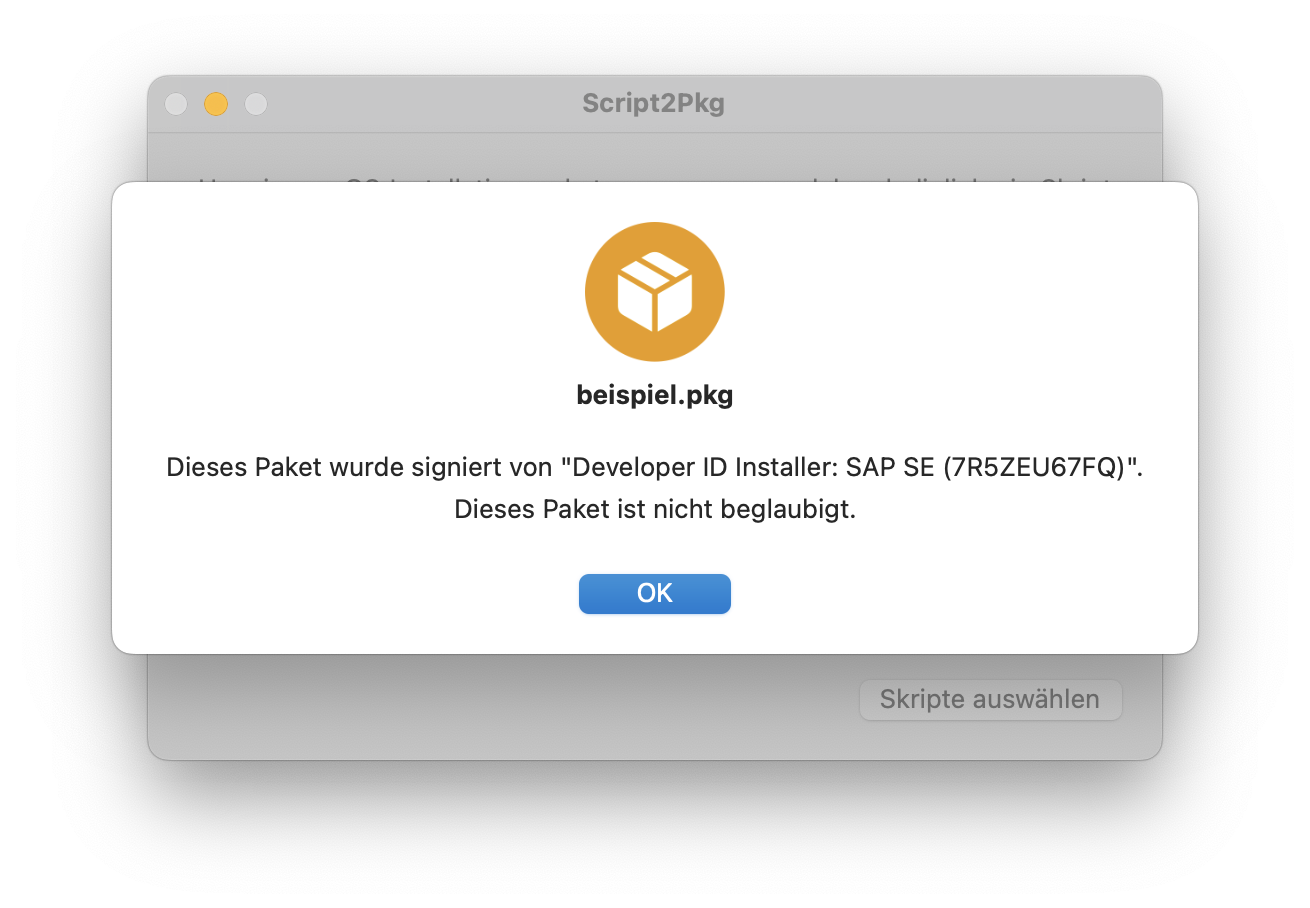 Script2Pkg
beispiel.pkg
Dieses Paket wurde signiert von "Developer ID Installer: SAP SE (7R5ZEU67FQ)".
Dieses Paket ist nicht beglaubigt.
OK
Skripte auswählen